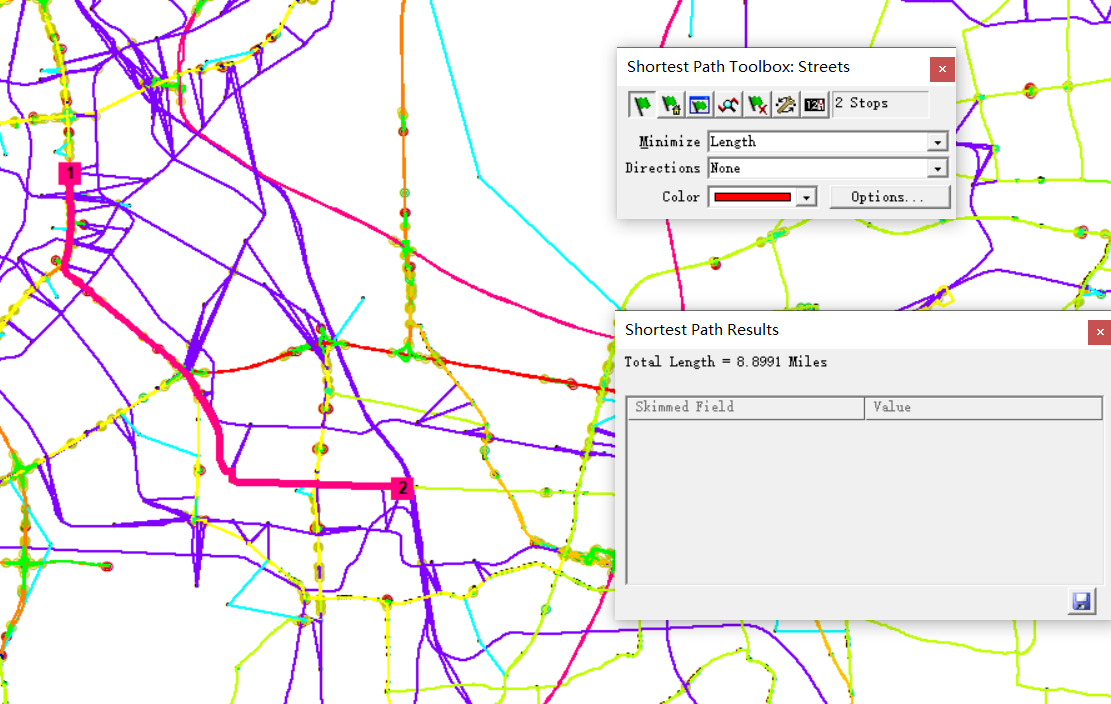 Shortest Path Toolbox: Streets
2 Stops
Minimize Length
Directions None
Color Options...
1
Shortest Path Results
Total Length = 8.8991 Miles
Skimmed Field Value
2